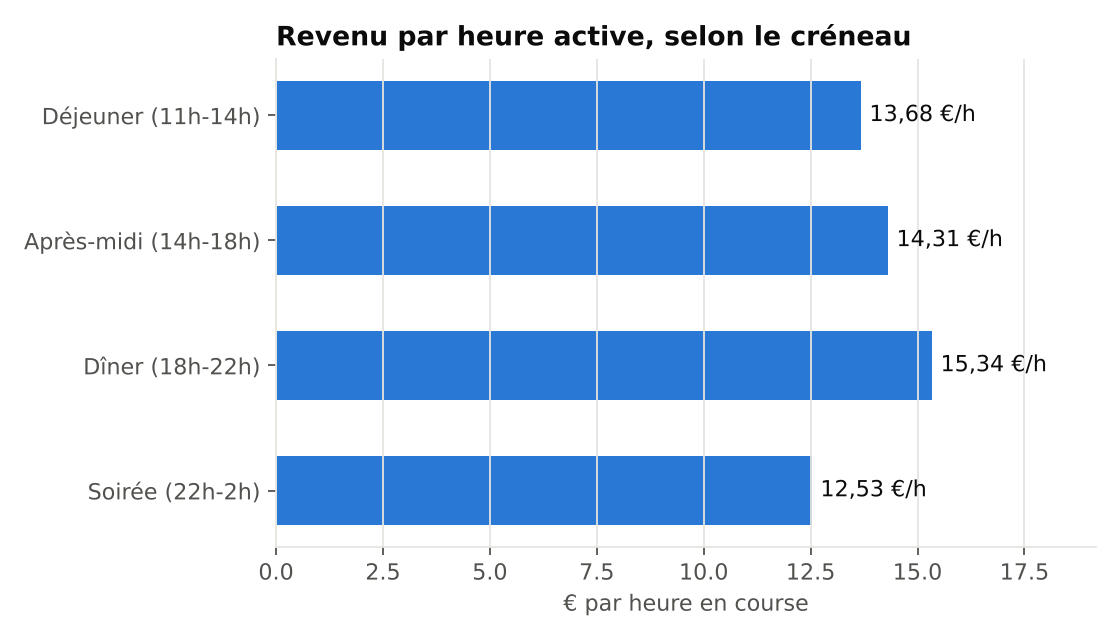 Revenu par heure active, selon le créneau
Déjeuner (11h-14h)
13,68 €/h
Après-midi (14h-18h)
14,31 €/h
Dîner (18h-22h)
15,34 €/h
Soirée (22h-2h)
12,53 €/h
0.0 2.5 5.0 7.5 10.0 12.5 15.0 17.5
€ par heure en course